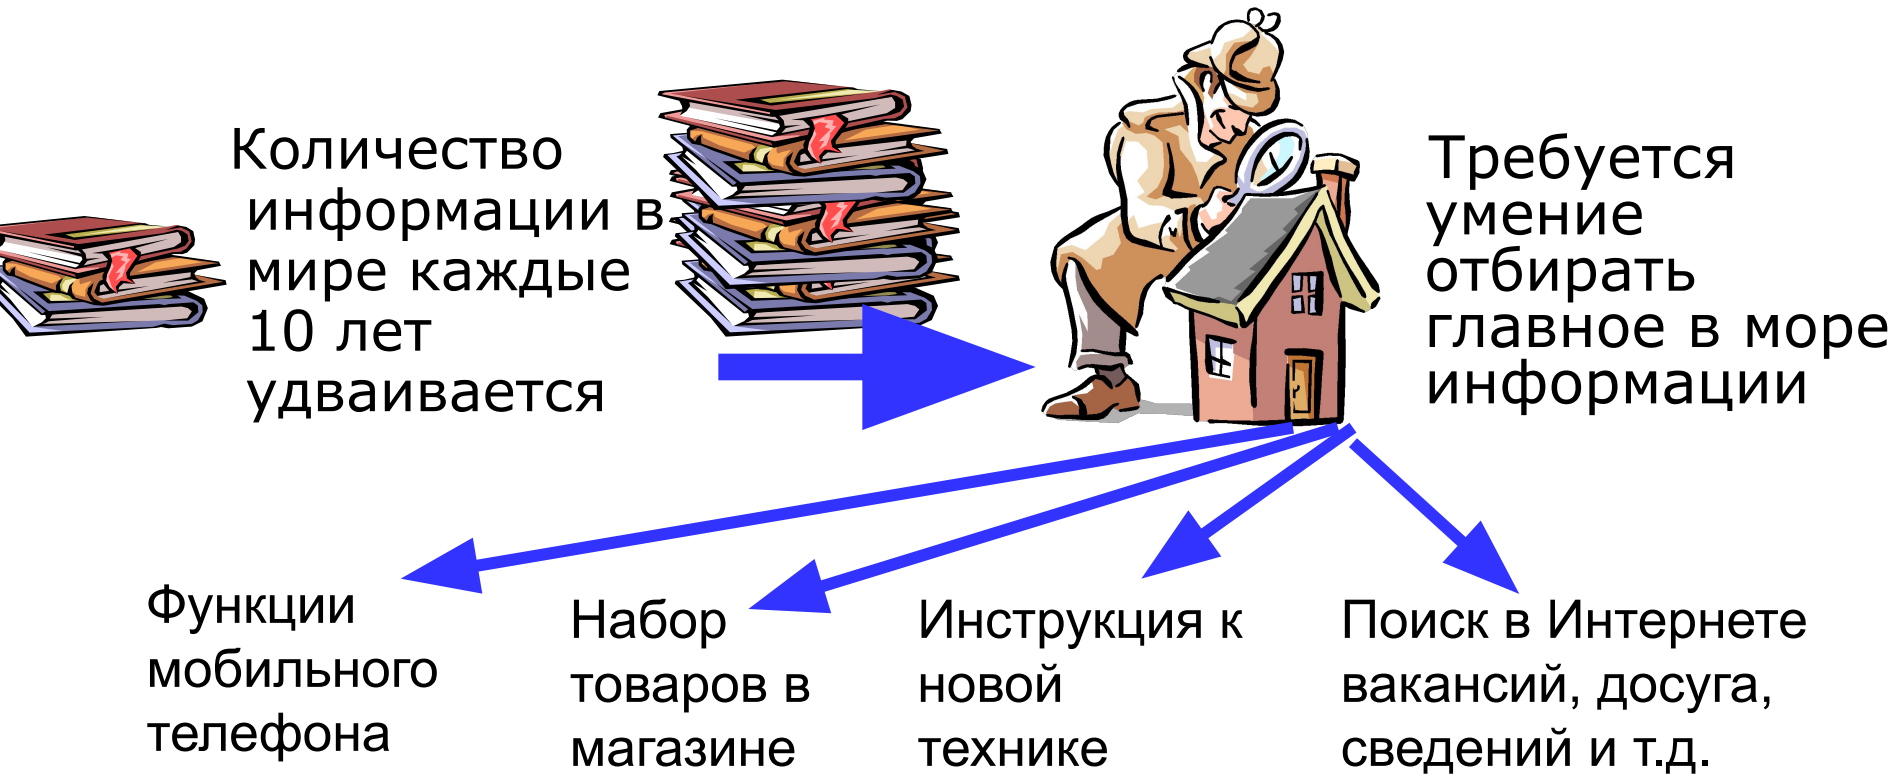 Количество
информации в
мире каждые
10 лет
удваивается
Требуется
умение
отбирать
главное в море
информации
Функции
мобильного
телефона
Набор
товаров в
магазине
Инструкция к
новой
технике
Поиск в Интернете
вакансий, досуга,
сведений и т.д.